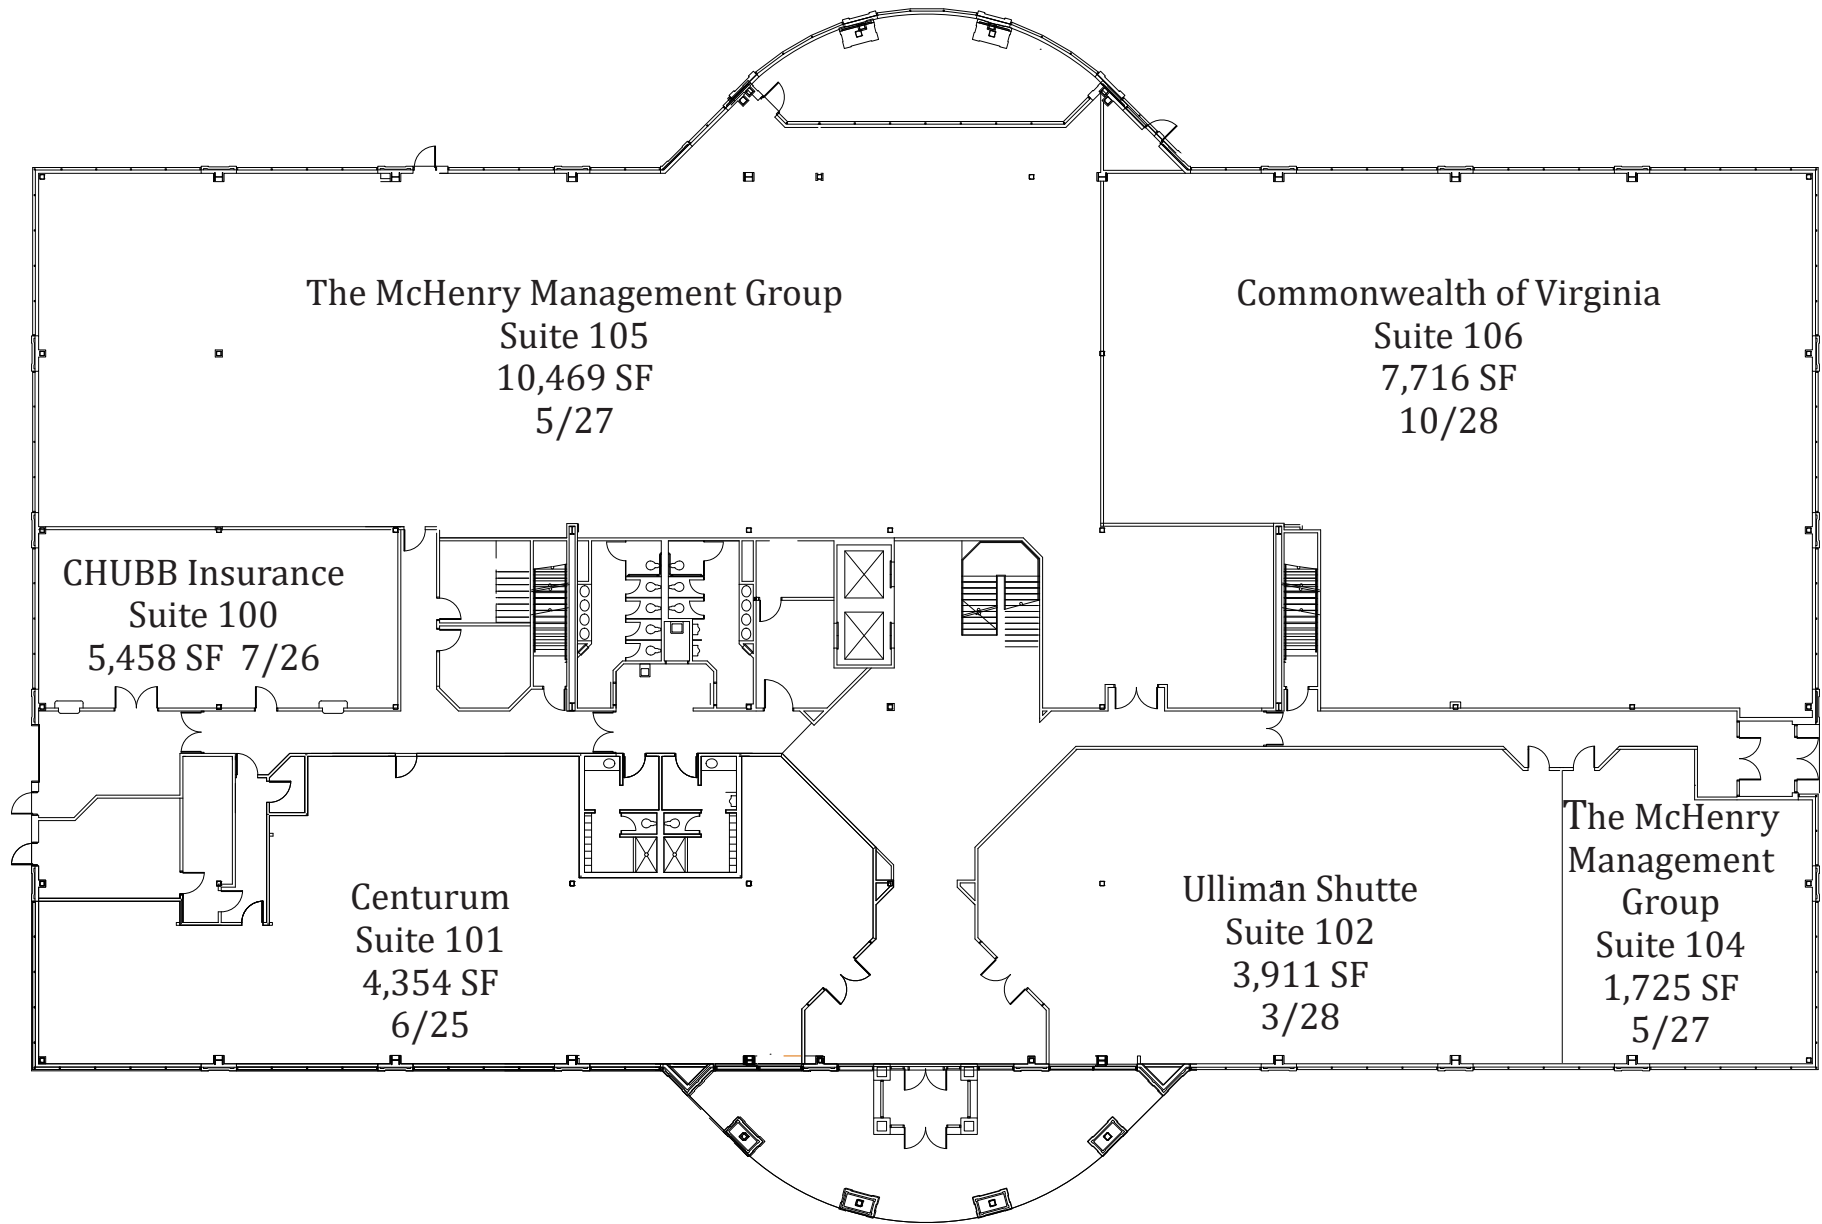 The McHenry Management Group
Suite 105
10,469 SF
5/27
Commonwealth of Virginia
Suite 106
7,716 SF
10/28
CHUBB Insurance
Suite 100
5,458 SF 7/26
Centurum
Suite 101
4,354 SF
6/25
Ulliman Shutte
Suite 102
3,911 SF
3/28
The McHenry
Management
Group
Suite 104
1,725 SF
5/27